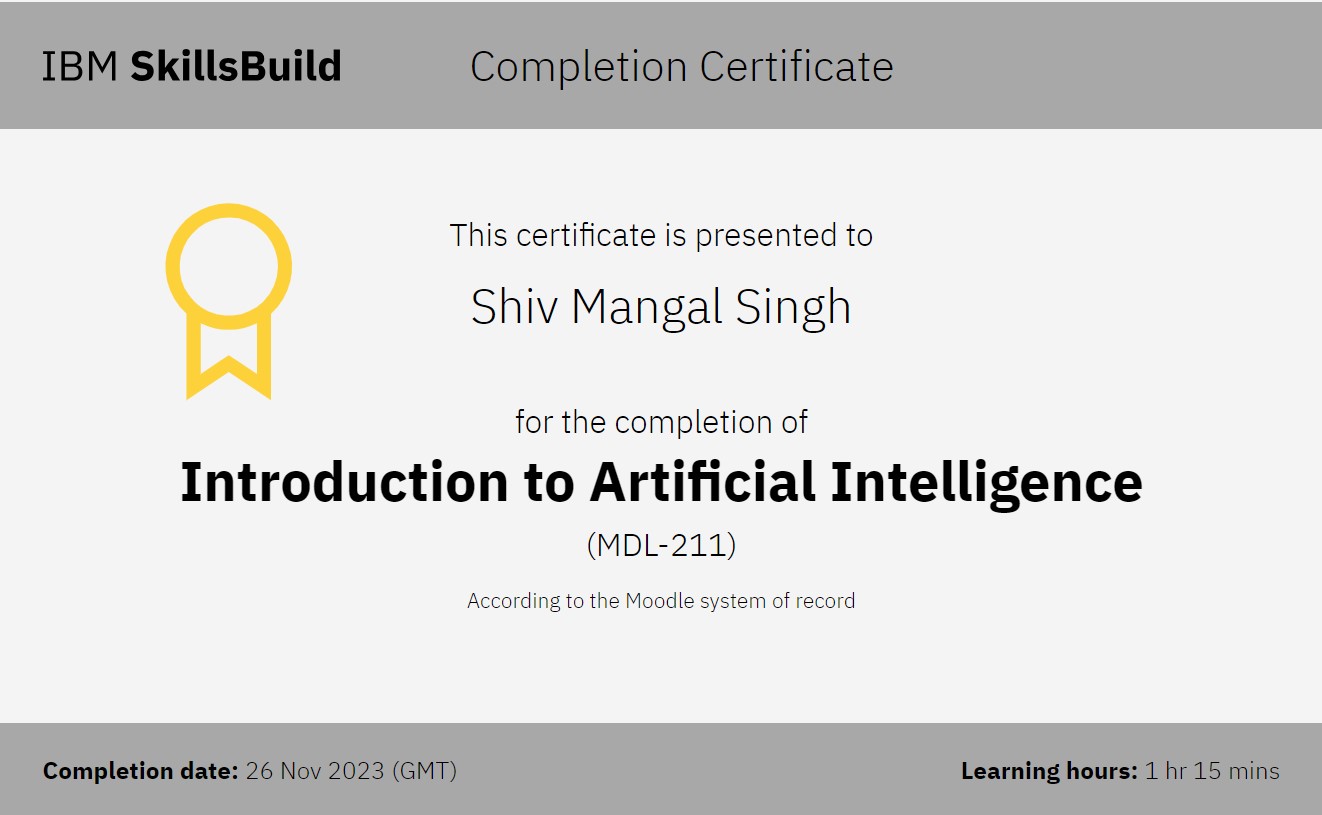 IBM SkillsBuild
Completion Certificate
This certificate is presented to
Shiv Mangal Singh
for the completion of
Introduction to Artificial Intelligence
(MDL-211)
According to the Moodle system of record
Completion date: 26 Nov 2023 (GMT)
Learning hours: 1 hr 15 mins